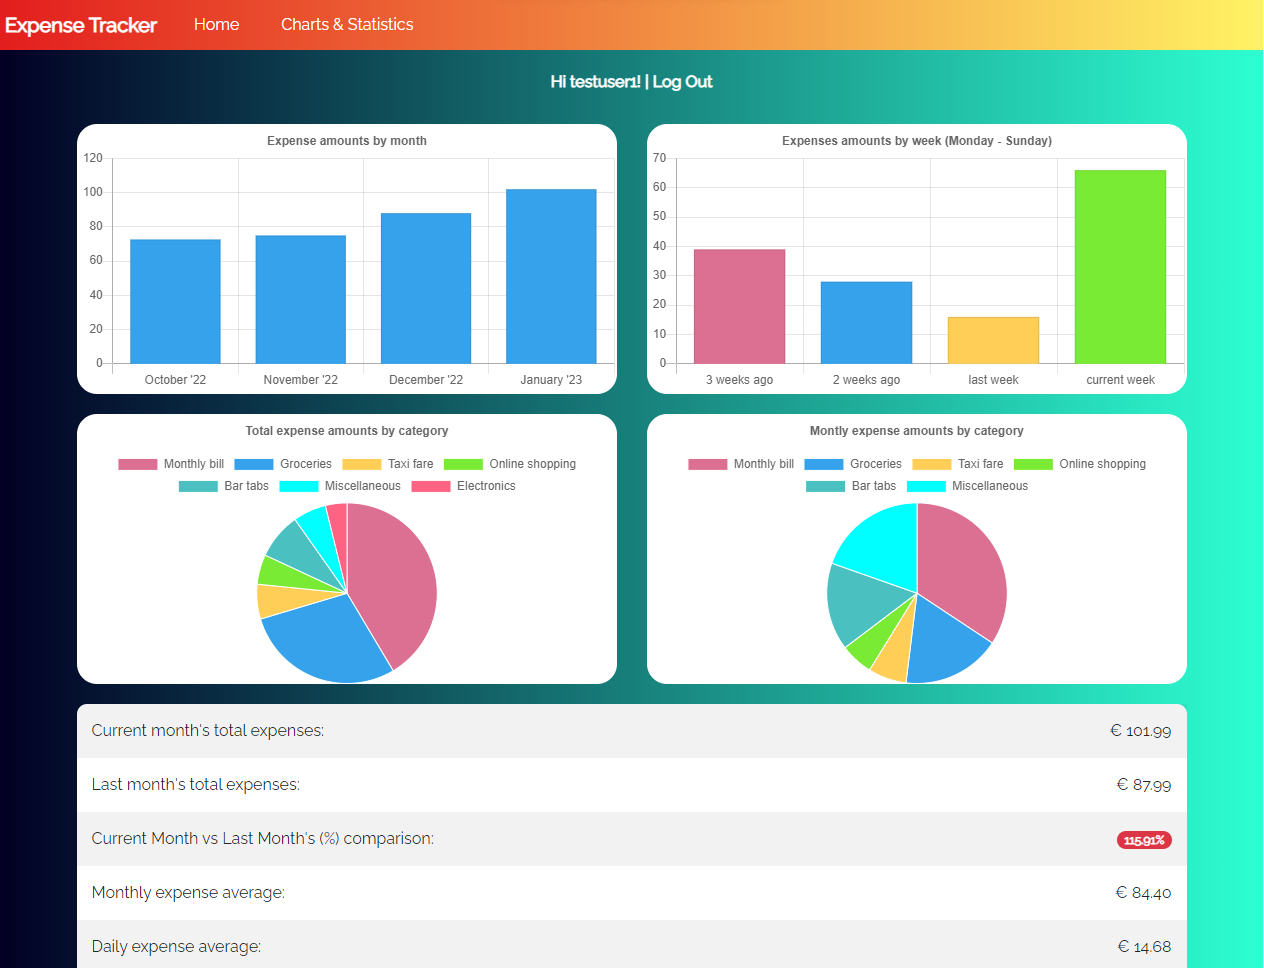 Expense Tracker Home Charts & Statistics
Hi testuser1! | Log Out
Expense amounts by month
120
100
80
60
40
20
0
October '22 November '22 December '22 January '23
Expenses amounts by week (Monday - Sunday)
70
60
50
40
30
20
10
0
3 weeks ago 2 weeks ago last week current week
Total expense amounts by category
Monthly bill Groceries Taxi fare Online shopping
Bar tabs Miscellaneous Electronics
Montly expense amounts by category
Monthly bill Groceries Taxi fare Online shopping
Bar tabs Miscellaneous
Current month's total expenses: € 101.99
Last month's total expenses: € 87.99
Current Month vs Last Month's (%) comparison: 115.91%
Monthly expense average: € 84.40
Daily expense average: € 14.68